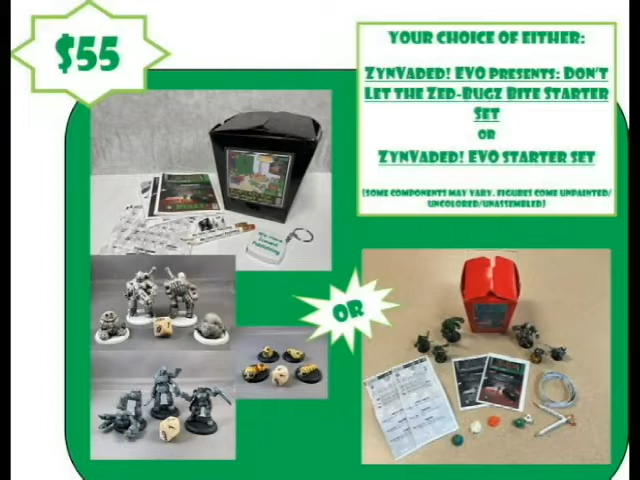 $55
YOUR CHOICE OF EITHER:
ZYNVADED! EVO PRESENTS: DON'T
LET THE ZED-BUGZ BITE STARTER
SET
OR
ZYNVADED! EVO STARTER SET
(SOME COMPONENTS MAY VARY. FIGURES COME UNPAINTED/
UNCOLORED/UNASSEMBLED)
OR